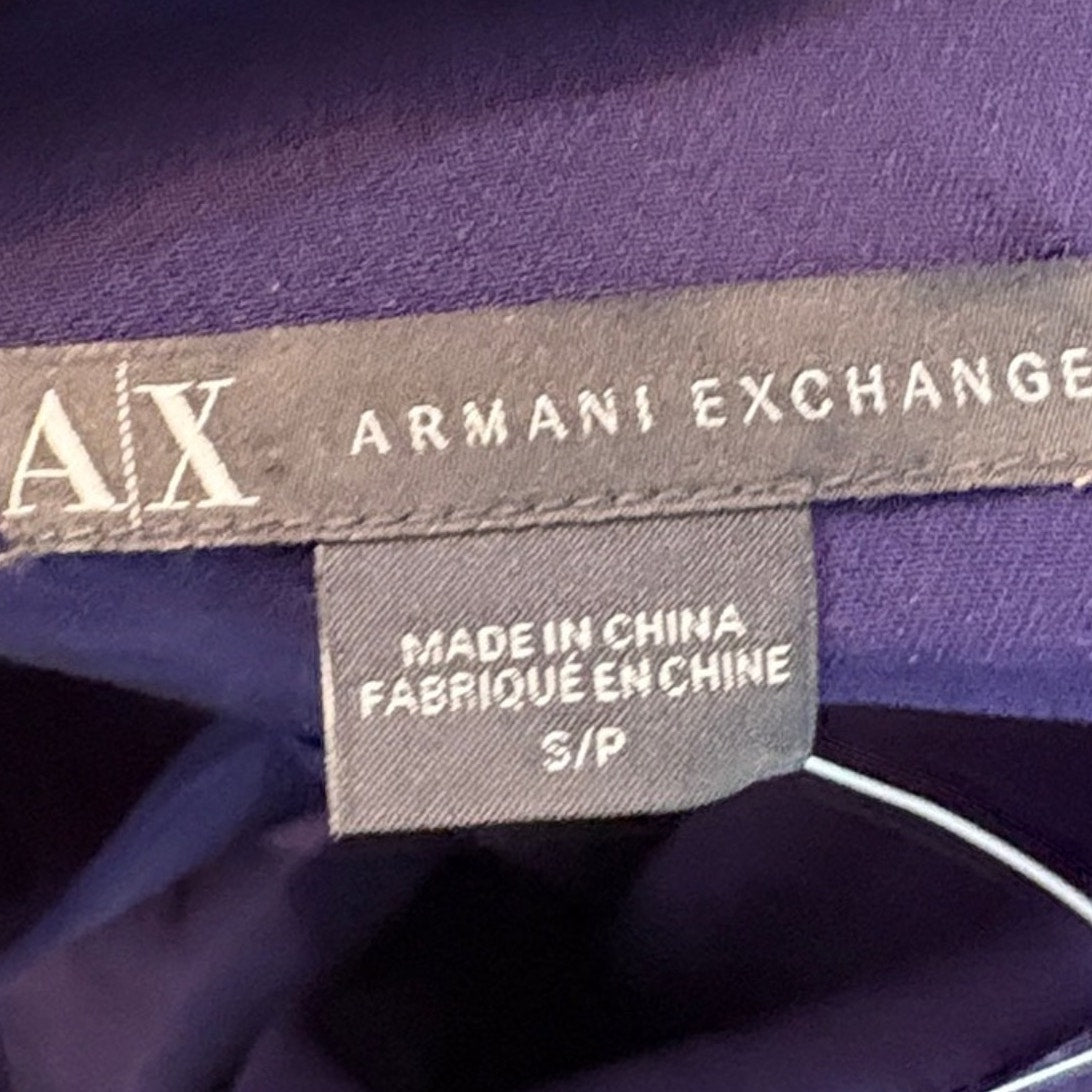 A|X ARMANI EXCHANGE
MADE IN CHINA
FABRIQUÉ EN CHINE
S/P